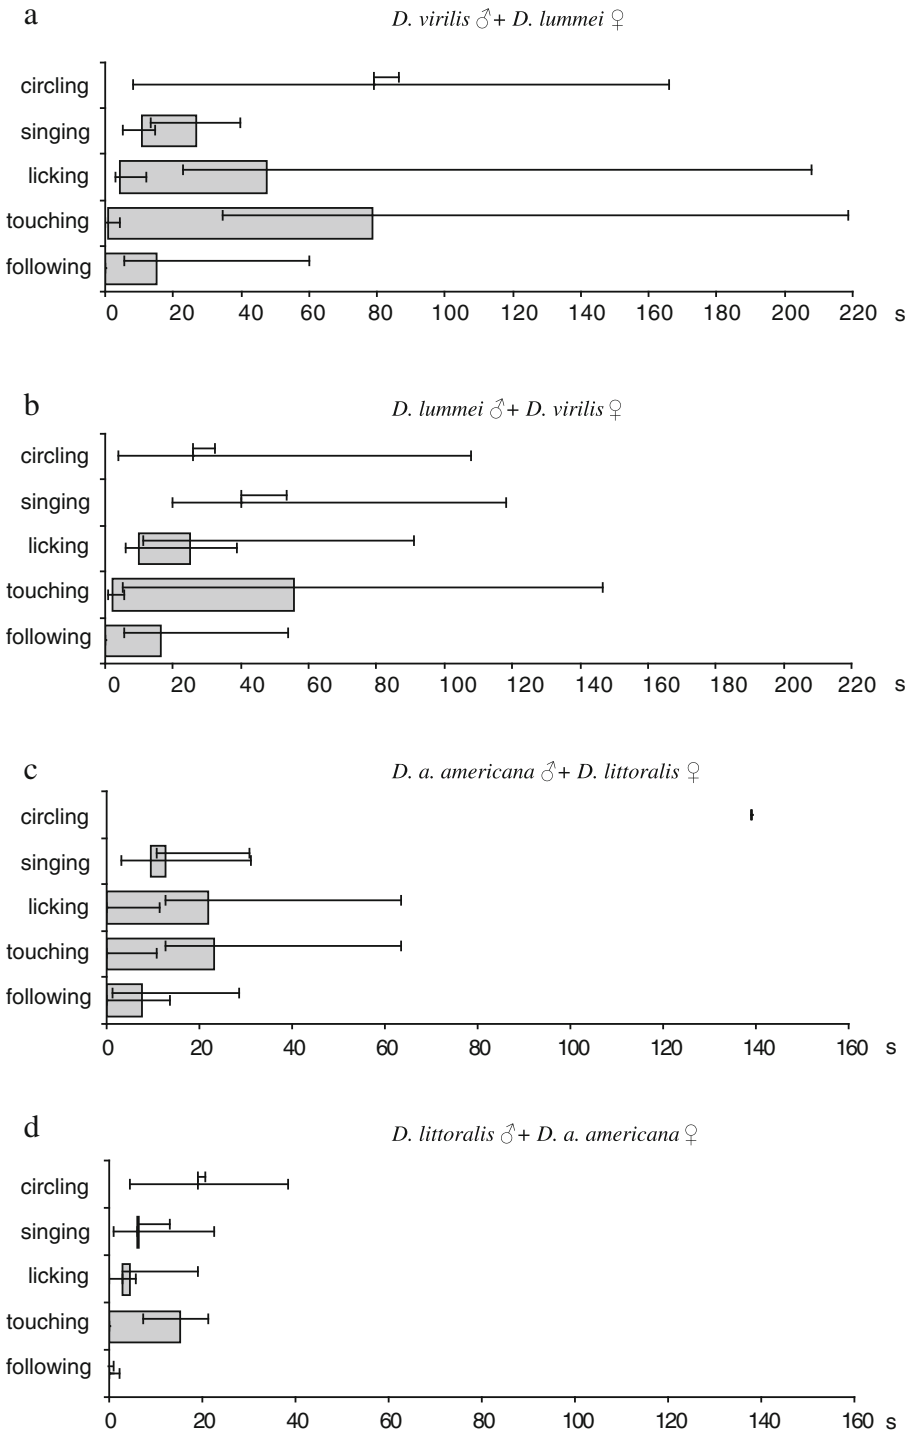 a
D. virilis ♂ + D. lummei ♀
circling
singing
licking
touching
following
0 20 40 60 80 100 120 140 160 180 200 220 s
b
D. lummei ♂ + D. virilis ♀
circling
singing
licking
touching
following
0 20 40 60 80 100 120 140 160 180 200 220 s
c
D. a. americana ♂ + D. littoralis ♀
circling
singing
licking
touching
following
0 20 40 60 80 100 120 140 160 s
d
D. littoralis ♂ + D. a. americana ♀
circling
singing
licking
touching
following
0 20 40 60 80 100 120 140 160 s